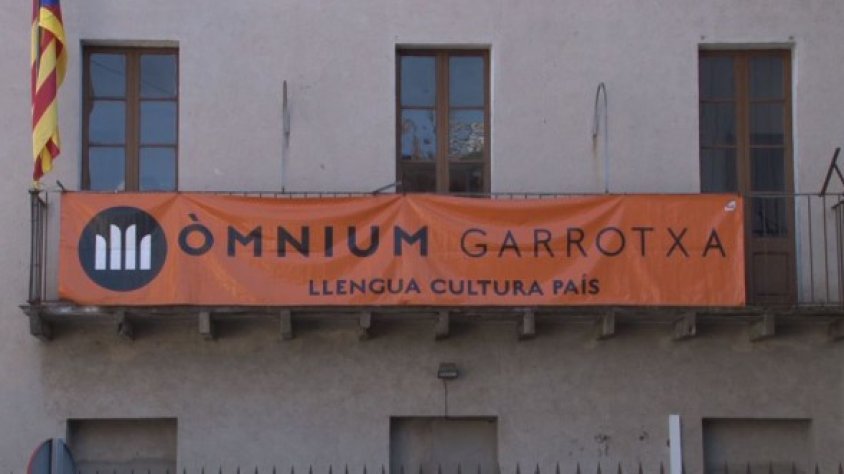 ÒMNIUM GARROTXA
LLENGUA CULTURA PAÍS